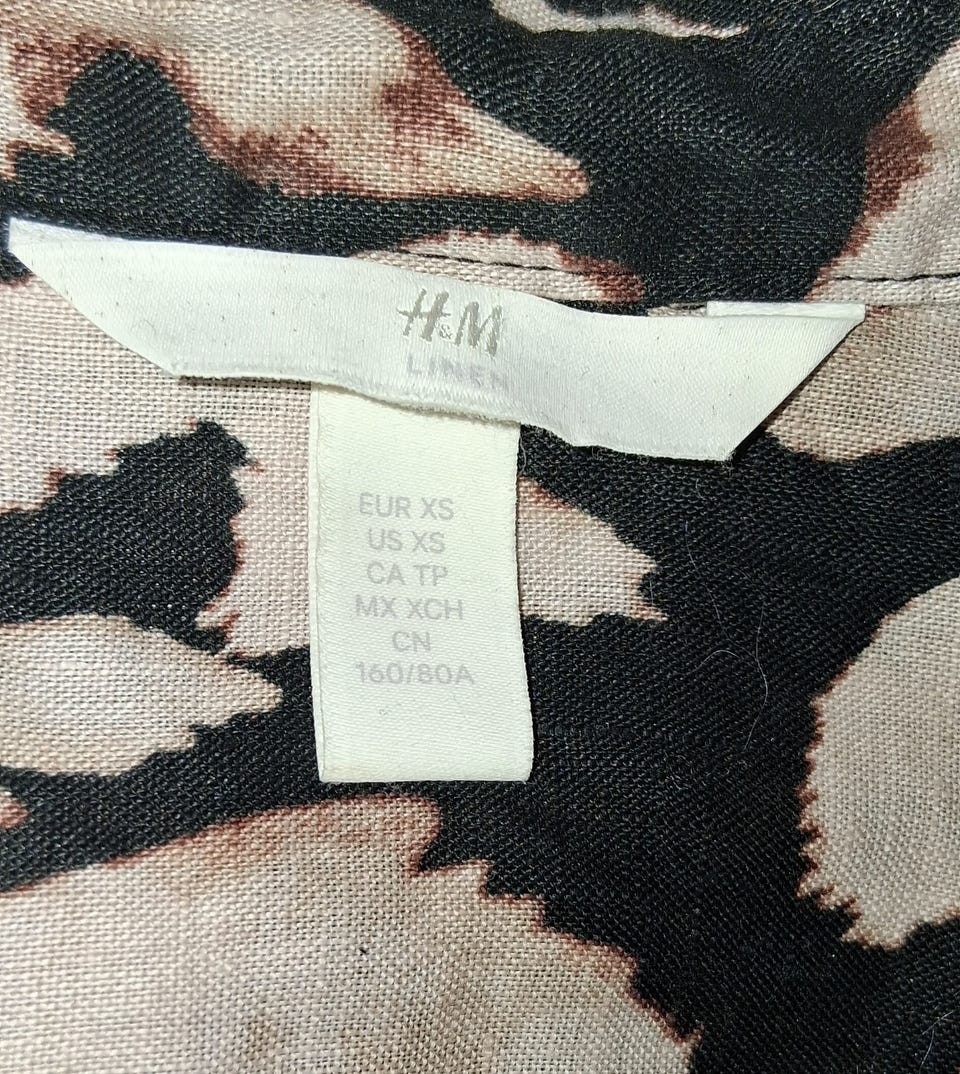 H&M
LINEN
EUR XS
US XS
CA TP
MX XCH
CN
160/80A